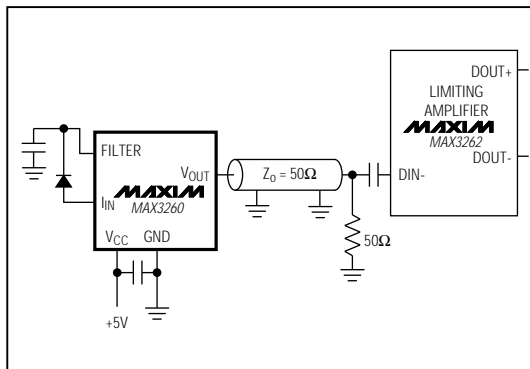 DOUT+
LIMITING
AMPLIFIER
MAXIM
MAX3262
DOUT-
DIN-
FILTER
VOUT
Z0 = 50Ω
MAXIM
MAX3260
IIN
VCC GND
50Ω
+5V